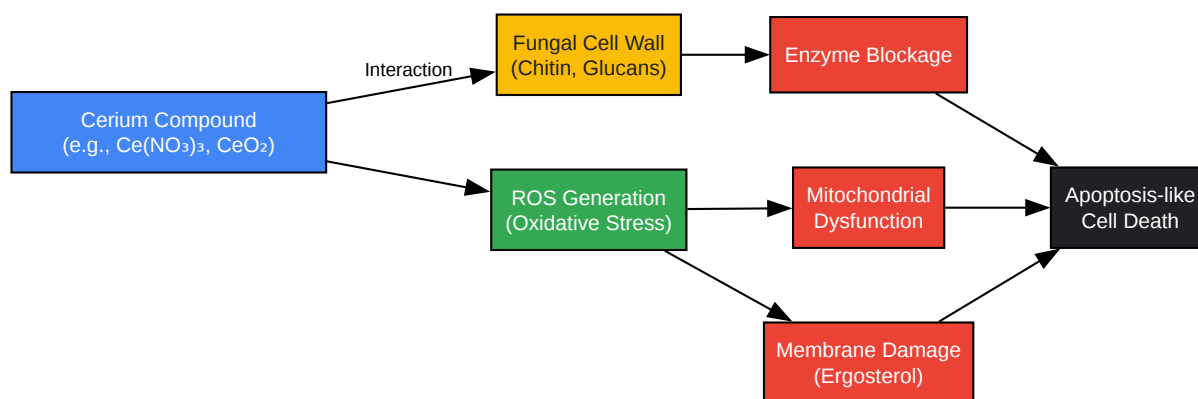 Fungal Cell Wall
(Chitin, Glucans)
Enzyme Blockage
Interaction
Cerium Compound
(e.g., Ce(NO₃)₃, CeO₂)
ROS Generation
(Oxidative Stress)
Mitochondrial
Dysfunction
Apoptosis-like
Cell Death
Membrane Damage
(Ergosterol)